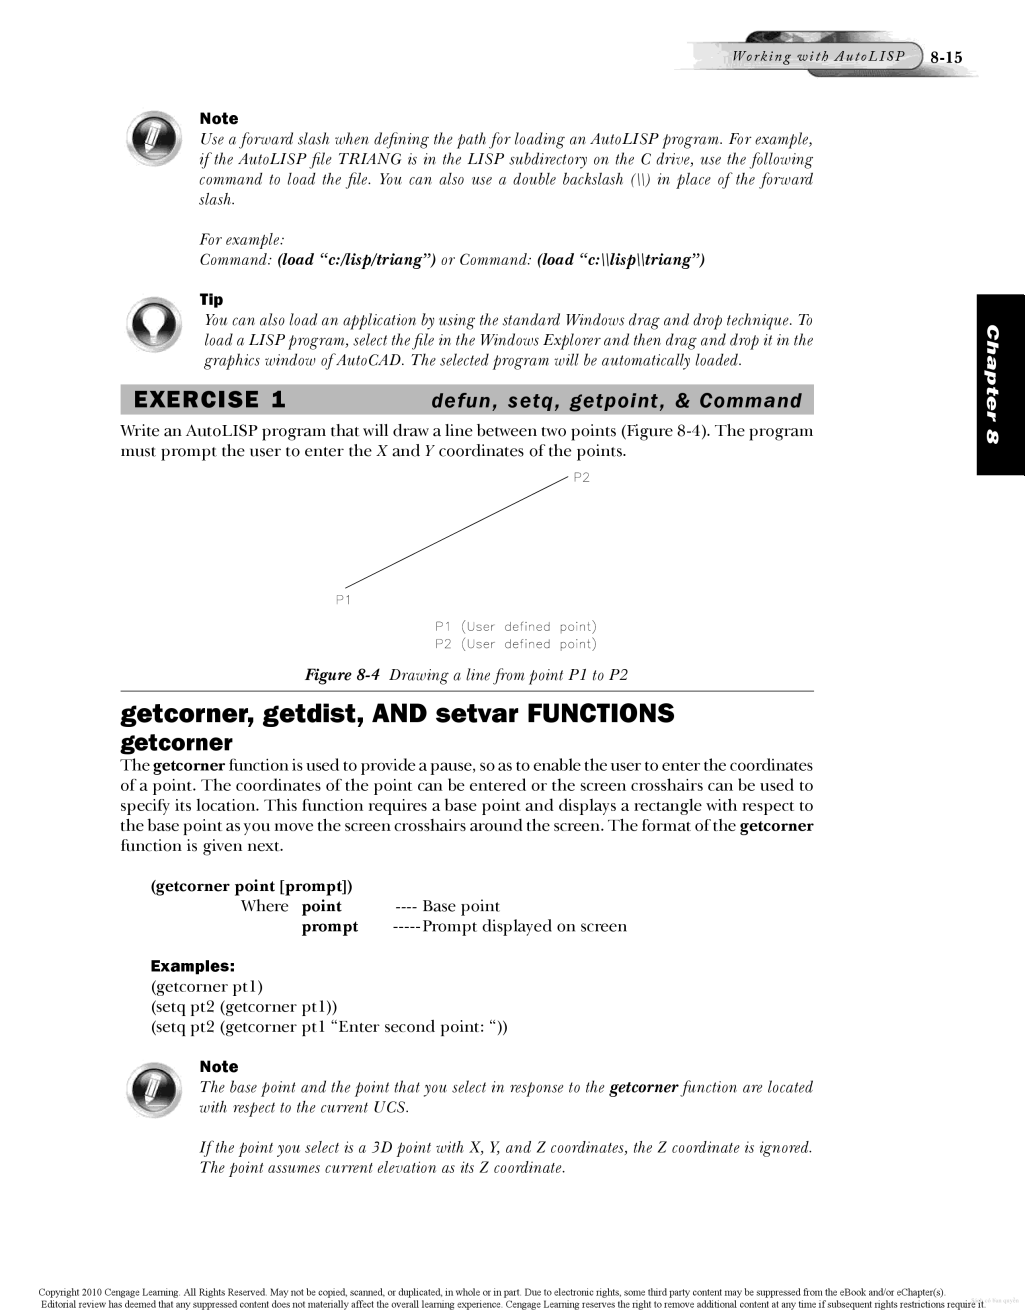 Working with AutoLISP 8-15
Note
Use a forward slash when defining the path for loading an AutoLISP program. For example,
if the AutoLISP file TRIANG is in the LISP subdirectory on the C drive, use the following
command to load the file. You can also use a double backslash (\\) in place of the forward
slash.
For example:
Command: (load “c:/lisp/triang”) or Command: (load “c:\\lisp\\triang”)
Tip
You can also load an application by using the standard Windows drag and drop technique. To
load a LISP program, select the file in the Windows Explorer and then drag and drop it in the
graphics window of AutoCAD. The selected program will be automatically loaded.
Chapter 8
EXERCISE 1 defun, setq, getpoint, & Command
Write an AutoLISP program that will draw a line between two points (Figure 8-4). The program
must prompt the user to enter the X and Y coordinates of the points.
P2
P1
P1 (User defined point)
P2 (User defined point)
Figure 8-4 Drawing a line from point P1 to P2
getcorner, getdist, AND setvar FUNCTIONS
getcorner
The getcorner function is used to provide a pause, so as to enable the user to enter the coordinates
of a point. The coordinates of the point can be entered or the screen crosshairs can be used to
specify its location. This function requires a base point and displays a rectangle with respect to
the base point as you move the screen crosshairs around the screen. The format of the getcorner
function is given next.
(getcorner point [prompt])
Where point ---- Base point
prompt -----Prompt displayed on screen
Examples:
(getcorner pt1)
(setq pt2 (getcorner pt1))
(setq pt2 (getcorner pt1 “Enter second point: “))
Note
The base point and the point that you select in response to the getcorner function are located
with respect to the current UCS.
If the point you select is a 3D point with X, Y, and Z coordinates, the Z coordinate is ignored.
The point assumes current elevation as its Z coordinate.
Copyright 2010 Cengage Learning. All Rights Reserved. May not be copied, scanned, or duplicated, in whole or in part. Due to electronic rights, some third party content may be suppressed from the eBook and/or eChapter(s).
Editorial review has deemed that any suppressed content does not materially affect the overall learning experience. Cengage Learning reserves the right to remove additional content at any time if subsequent rights restrictions require it